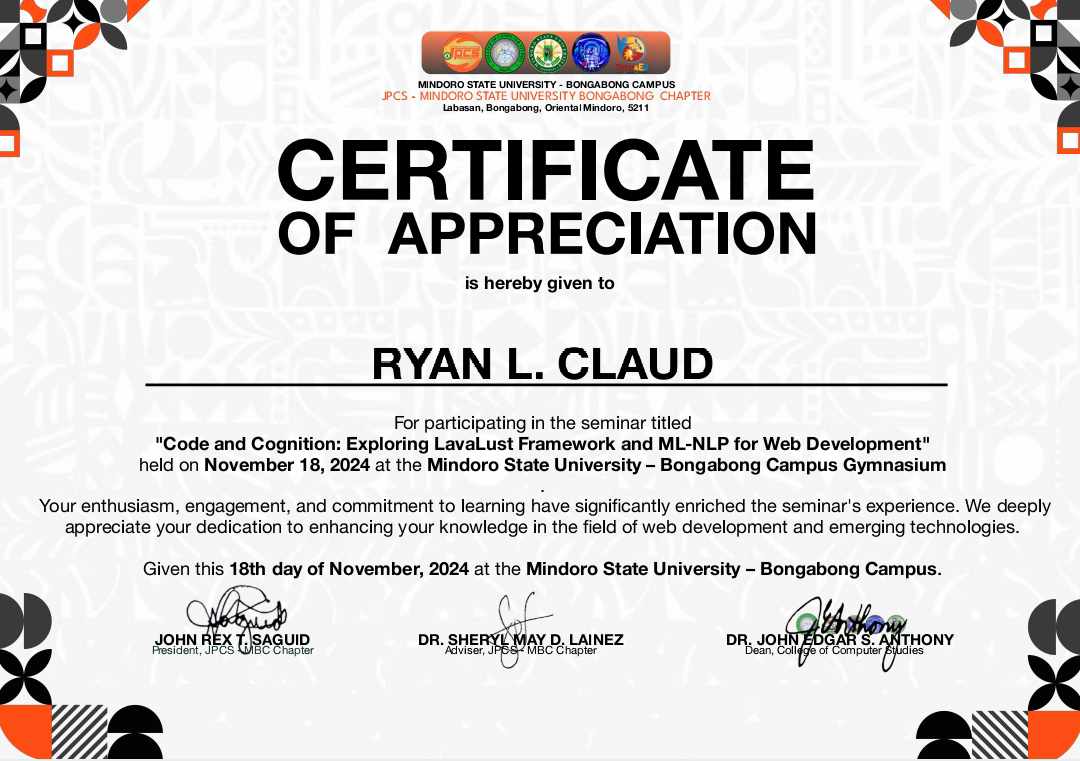 JPCS
MINDORO STATE UNIVERSITY - BONGABONG CAMPUS
JPCS - MINDORO STATE UNIVERSITY BONGABONG CHAPTER
Labasan, Bongabong, Oriental Mindoro, 5211
CERTIFICATE
OF APPRECIATION
is hereby given to
RYAN L. CLAUD
For participating in the seminar titled
"Code and Cognition: Exploring LavaLust Framework and ML-NLP for Web Development"
held on November 18, 2024 at the Mindoro State University – Bongabong Campus Gymnasium
.
Your enthusiasm, engagement, and commitment to learning have significantly enriched the seminar's experience. We deeply
appreciate your dedication to enhancing your knowledge in the field of web development and emerging technologies.
Given this 18th day of November, 2024 at the Mindoro State University – Bongabong Campus.
JOHN REX T. SAGUID
President, JPCS - MBC Chapter
DR. SHERYL MAY D. LAINEZ
Adviser, JPCS - MBC Chapter
DR. JOHN EDGAR S. ANTHONY
Dean, College of Computer Studies